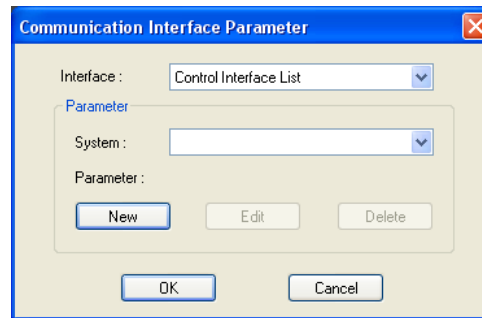 Communication Interface Parameter
Interface : Control Interface List
Parameter
System :
Parameter :
New Edit Delete
OK Cancel